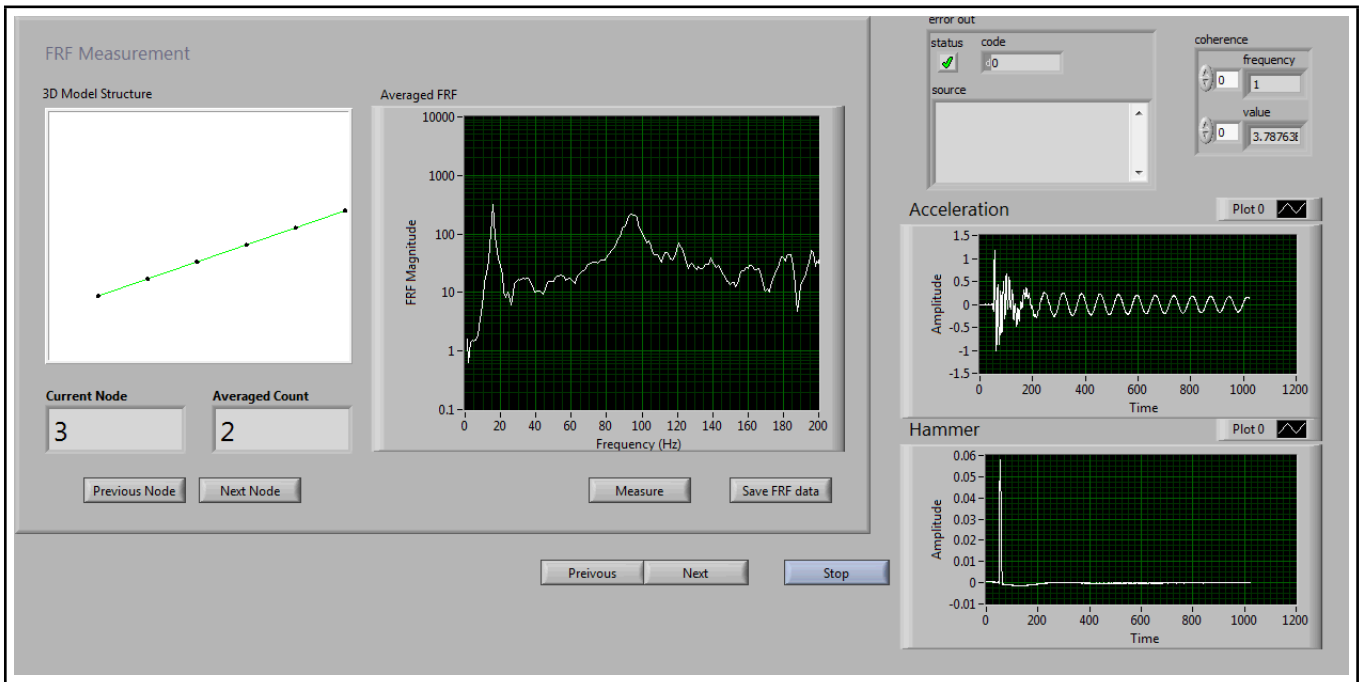 FRF Measurement
3D Model Structure
Current Node
3
Averaged Count
2
Previous Node
Next Node
Averaged FRF
FRF Magnitude
10000
1000
100
10
1
0.1
0 20 40 60 80 100 120 140 160 180 200
Frequency (Hz)
Measure
Save FRF data
Preivous
Next
Stop
error out
status
code
d0
source
coherence
frequency
0
1
value
0
3.78763E
Acceleration
Plot 0
Amplitude
1.5
1
0.5
0
-0.5
-1
-1.5
0 200 400 600 800 1000 1200
Time
Hammer
Plot 0
Amplitude
0.06
0.05
0.04
0.03
0.02
0.01
0
-0.01
0 200 400 600 800 1000 1200
Time